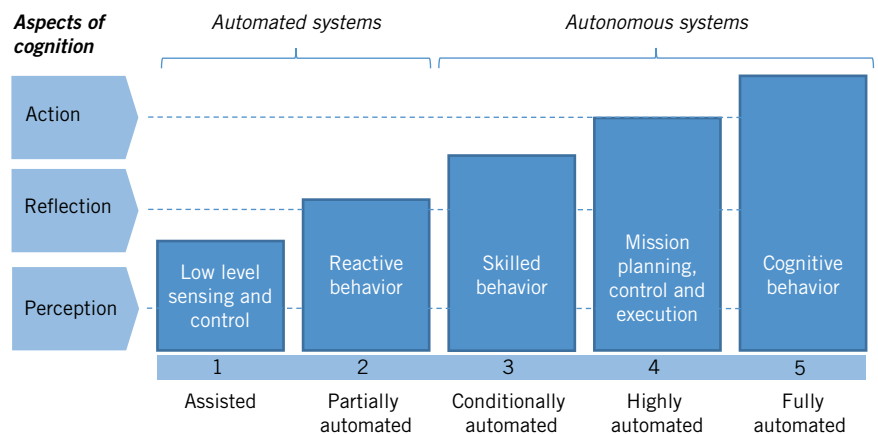 Aspects of
cognition
Automated systems
Autonomous systems
Action
Reflection
Perception
Low level
sensing and
control
Reactive
behavior
Skilled
behavior
Mission
planning,
control and
execution
Cognitive
behavior
1
2
3
4
5
Assisted
Partially
automated
Conditionally
automated
Highly
automated
Fully
automated